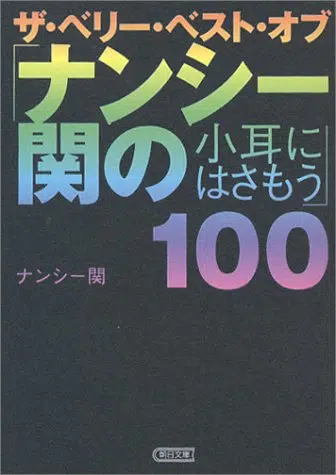 ザ・ベリー・ベスト・オブ
「ナンシー
関の小耳に
はさもう」
100
ナンシー関
朝日文庫